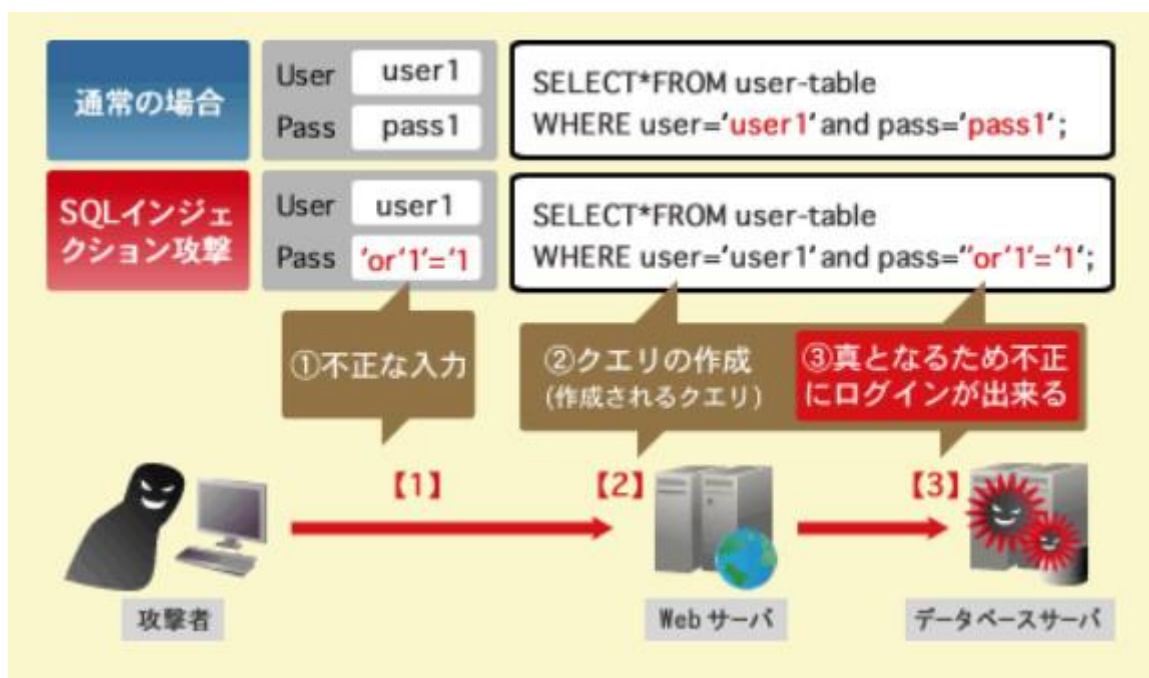 通常の場合
User user1
Pass pass1
SELECT*FROM user-table
WHERE user='user1' and pass='pass1';
SQLインジェ
クション攻撃
User user1
Pass 'or'1'='1
SELECT*FROM user-table
WHERE user='user1' and pass=''or'1'='1';
①不正な入力
②クエリの作成
(作成されるクエリ)
③真となるため不正
にログインが出来る
【1】
【2】
【3】
攻撃者
Webサーバ
データベースサーバ